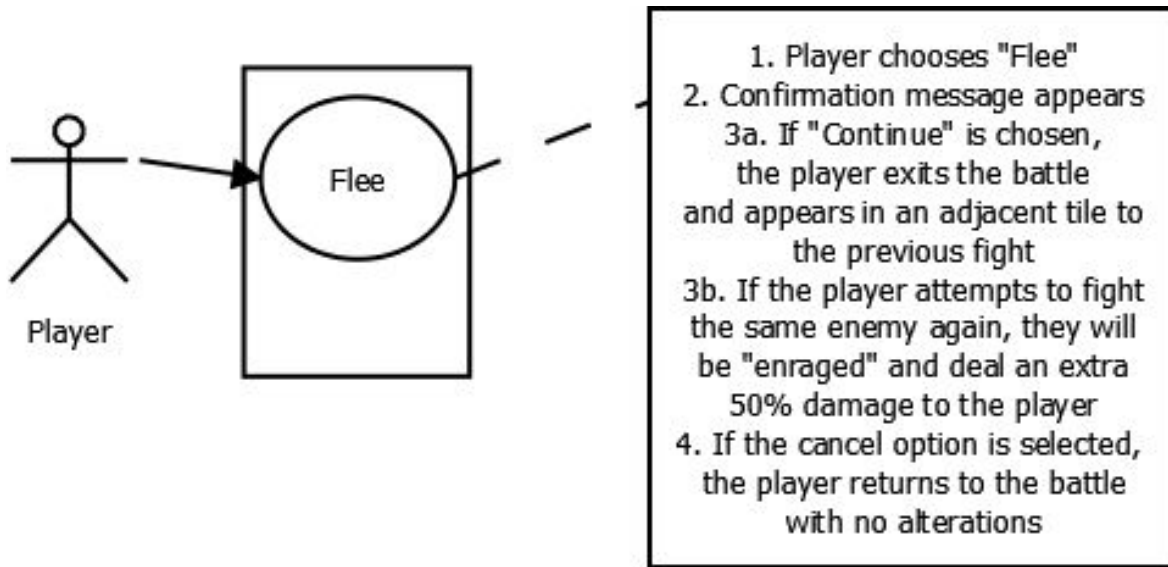 Player
Flee
1. Player chooses "Flee"
2. Confirmation message appears
3a. If "Continue" is chosen,
the player exits the battle
and appears in an adjacent tile to
the previous fight
3b. If the player attempts to fight
the same enemy again, they will
be "enraged" and deal an extra
50% damage to the player
4. If the cancel option is selected,
the player returns to the battle
with no alterations